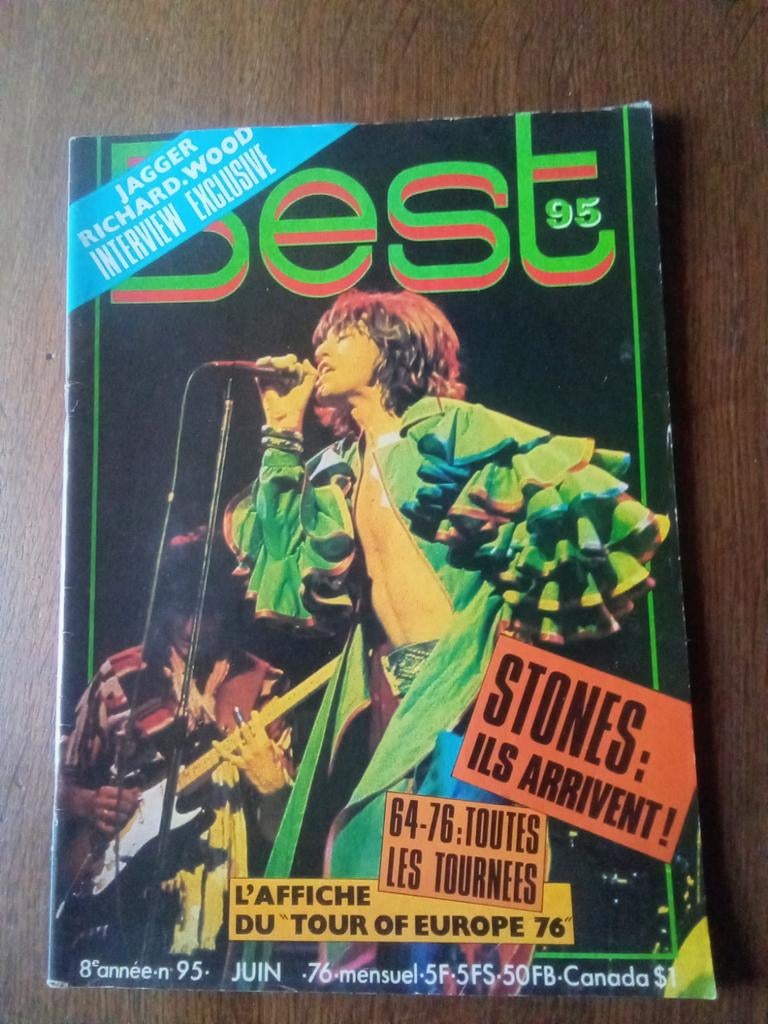 JAGGER
RICHARD.WOOD
INTERVIEW EXCLUSIVE
Best
95
STONES:
ILS ARRIVENT!
64-76:TOUTES
LES TOURNEES
L'AFFICHE
DU "TOUR OF EUROPE 76"
8e année·n 95· JUIN ·76·mensuel·5F·5FS·50FB·Canada $1